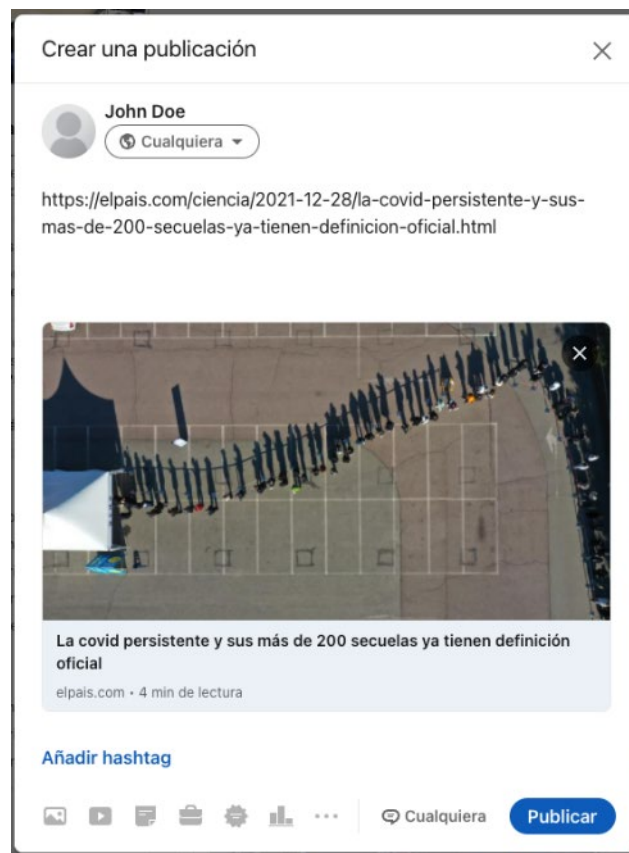 Crear una publicación
John Doe
Cualquiera
https://elpais.com/ciencia/2021-12-28/la-covid-persistente-y-sus-
mas-de-200-secuelas-ya-tienen-definicion-oficial.html
La covid persistente y sus más de 200 secuelas ya tienen definición
oficial
elpais.com • 4 min de lectura
Añadir hashtag
Cualquiera
Publicar